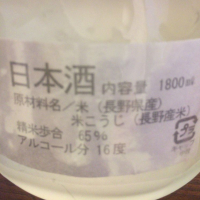 日本酒 内容量 1800ml
原材料名／米（長野県産）
米こうじ（長野県産米）
精米歩合 65％
アルコール分 16度